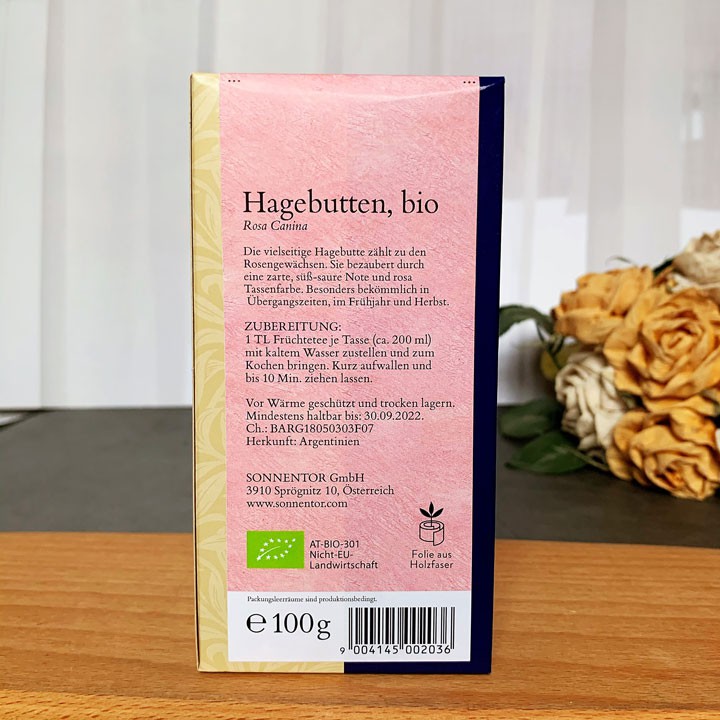 Hagebutten, bio
Rosa Canina
Die vielseitige Hagebutte zählt zu den
Rosengewächsen. Sie bezaubert durch
eine zarte, süß-saure Note und rosa
Tassenfarbe. Besonders bekömmlich in
Übergangszeiten, im Frühjahr und Herbst.
ZUBEREITUNG:
1 TL Früchtetee je Tasse (ca. 200 ml)
mit kaltem Wasser zustellen und zum
Kochen bringen. Kurz aufwallen und
bis 10 Min. ziehen lassen.
Vor Wärme geschützt und trocken lagern.
Mindestens haltbar bis: 30.09.2022.
Ch.: BARG18050303F07
Herkunft: Argentinien
SONNENTOR GmbH
3910 Sprögnitz 10, Österreich
www.sonnentor.com
AT-BIO-301
Nicht-EU-
Landwirtschaft
Folie aus
Holzfaser
Packungsleerräume sind produktionsbedingt.
℮ 100 g
9 004145 002036